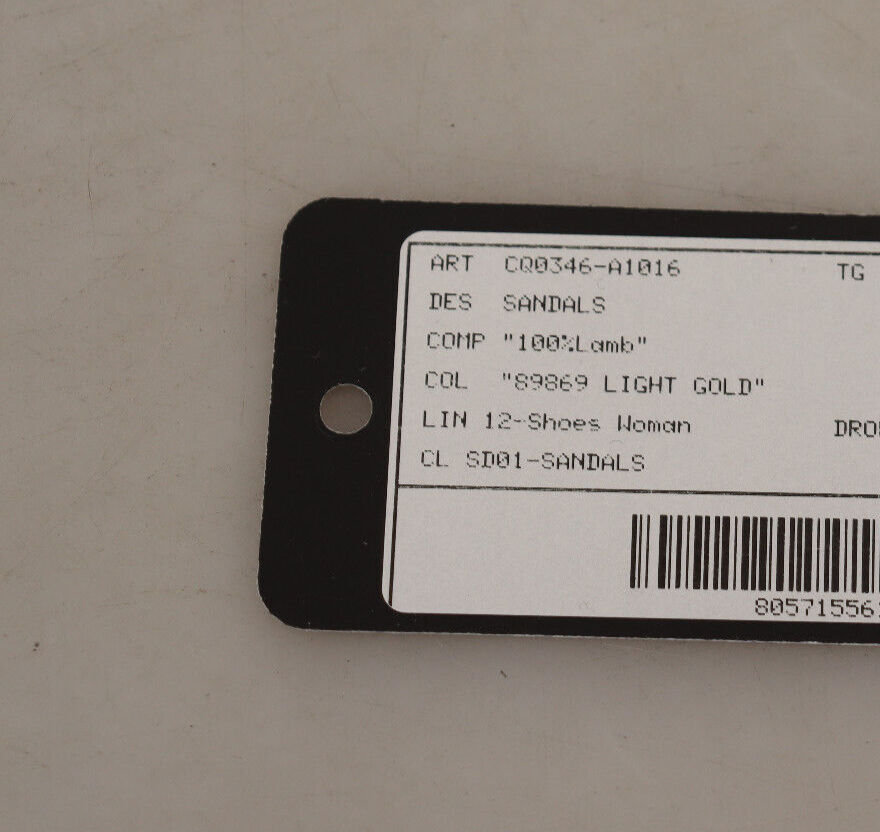 ART CQ0346-A1016 TG
DES SANDALS
COMP "100%Lamb"
COL "89869 LIGHT GOLD"
LIN 12-Shoes Woman
CL SD01-SANDALS